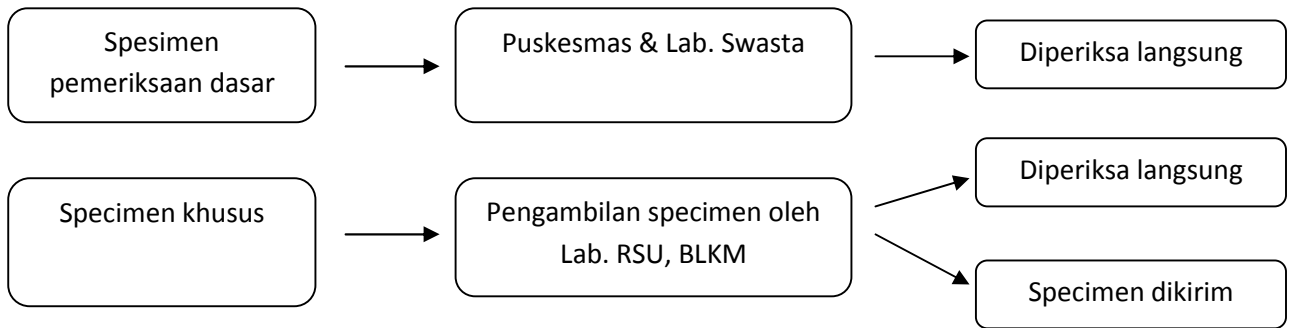 Spesimen
pemeriksaan dasar
Puskesmas & Lab. Swasta
Diperiksa langsung
Specimen khusus
Pengambilan specimen oleh
Lab. RSU, BLKM
Diperiksa langsung
Specimen dikirim